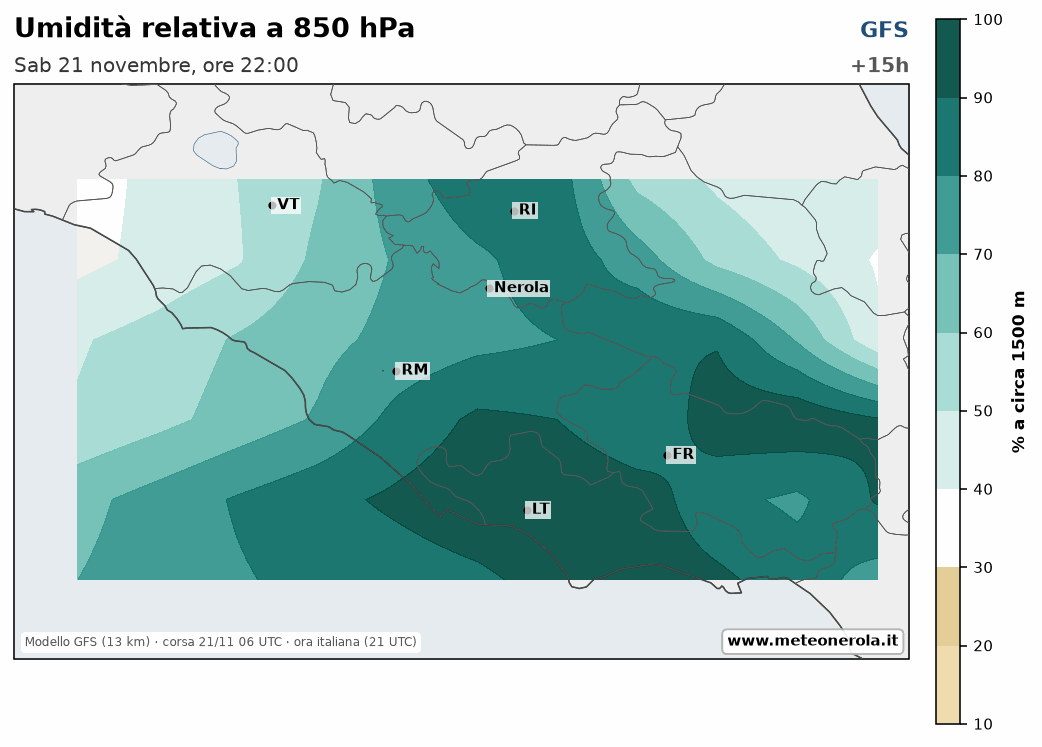 Umidità relativa a 850 hPa
GFS
Sab 21 novembre, ore 22:00
+15h
VT
RI
Nerola
RM
FR
LT
Modello GFS (13 km) · corsa 21/11 06 UTC · ora italiana (21 UTC)
www.meteonerola.it
100
90
80
70
60
50
40
30
20
10
% a circa 1500 m